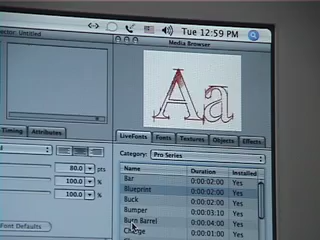 Tue 12:59 PM
ector: Untitled
Media Browser
Aa
Timing Attributes
LiveFonts Fonts Textures Objects Effects
Category: Pro Series
80.0 pts
100.0 %
100.0 %
Name Duration Installed
Bar 0:00:02:00 Yes
Blueprint 0:00:02:00 Yes
Buck 0:00:02:00 Yes
Bumper 0:00:03:10 Yes
Burn Barrel 0:00:04:00 Yes
Change 0:00:01:00 Yes
Font Defaults